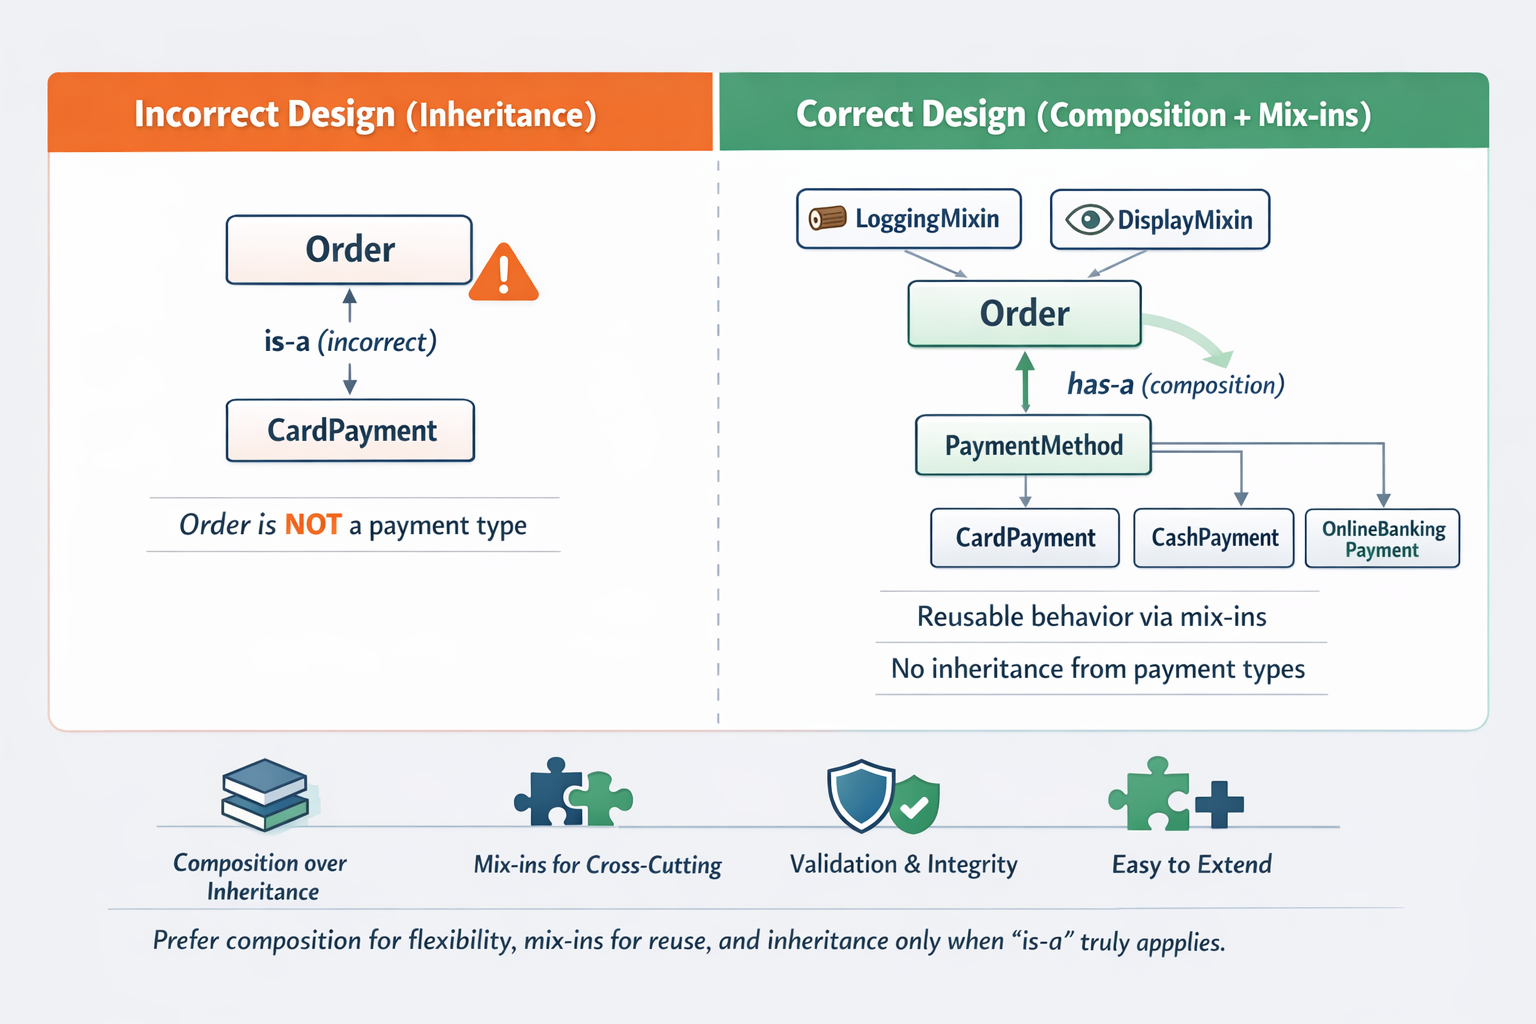 Incorrect Design (Inheritance)
Order
is-a (incorrect)
CardPayment
Order is NOT a payment type
Correct Design (Composition + Mix-ins)
LoggingMixin
DisplayMixin
Order
has-a (composition)
PaymentMethod
CardPayment
CashPayment
OnlineBanking
Payment
Reusable behavior via mix-ins
No inheritance from payment types
Composition over
Inheritance
Mix-ins for Cross-Cutting
Validation & Integrity
Easy to Extend
Prefer composition for flexibility, mix-ins for reuse, and inheritance only when “is-a” truly appplies.